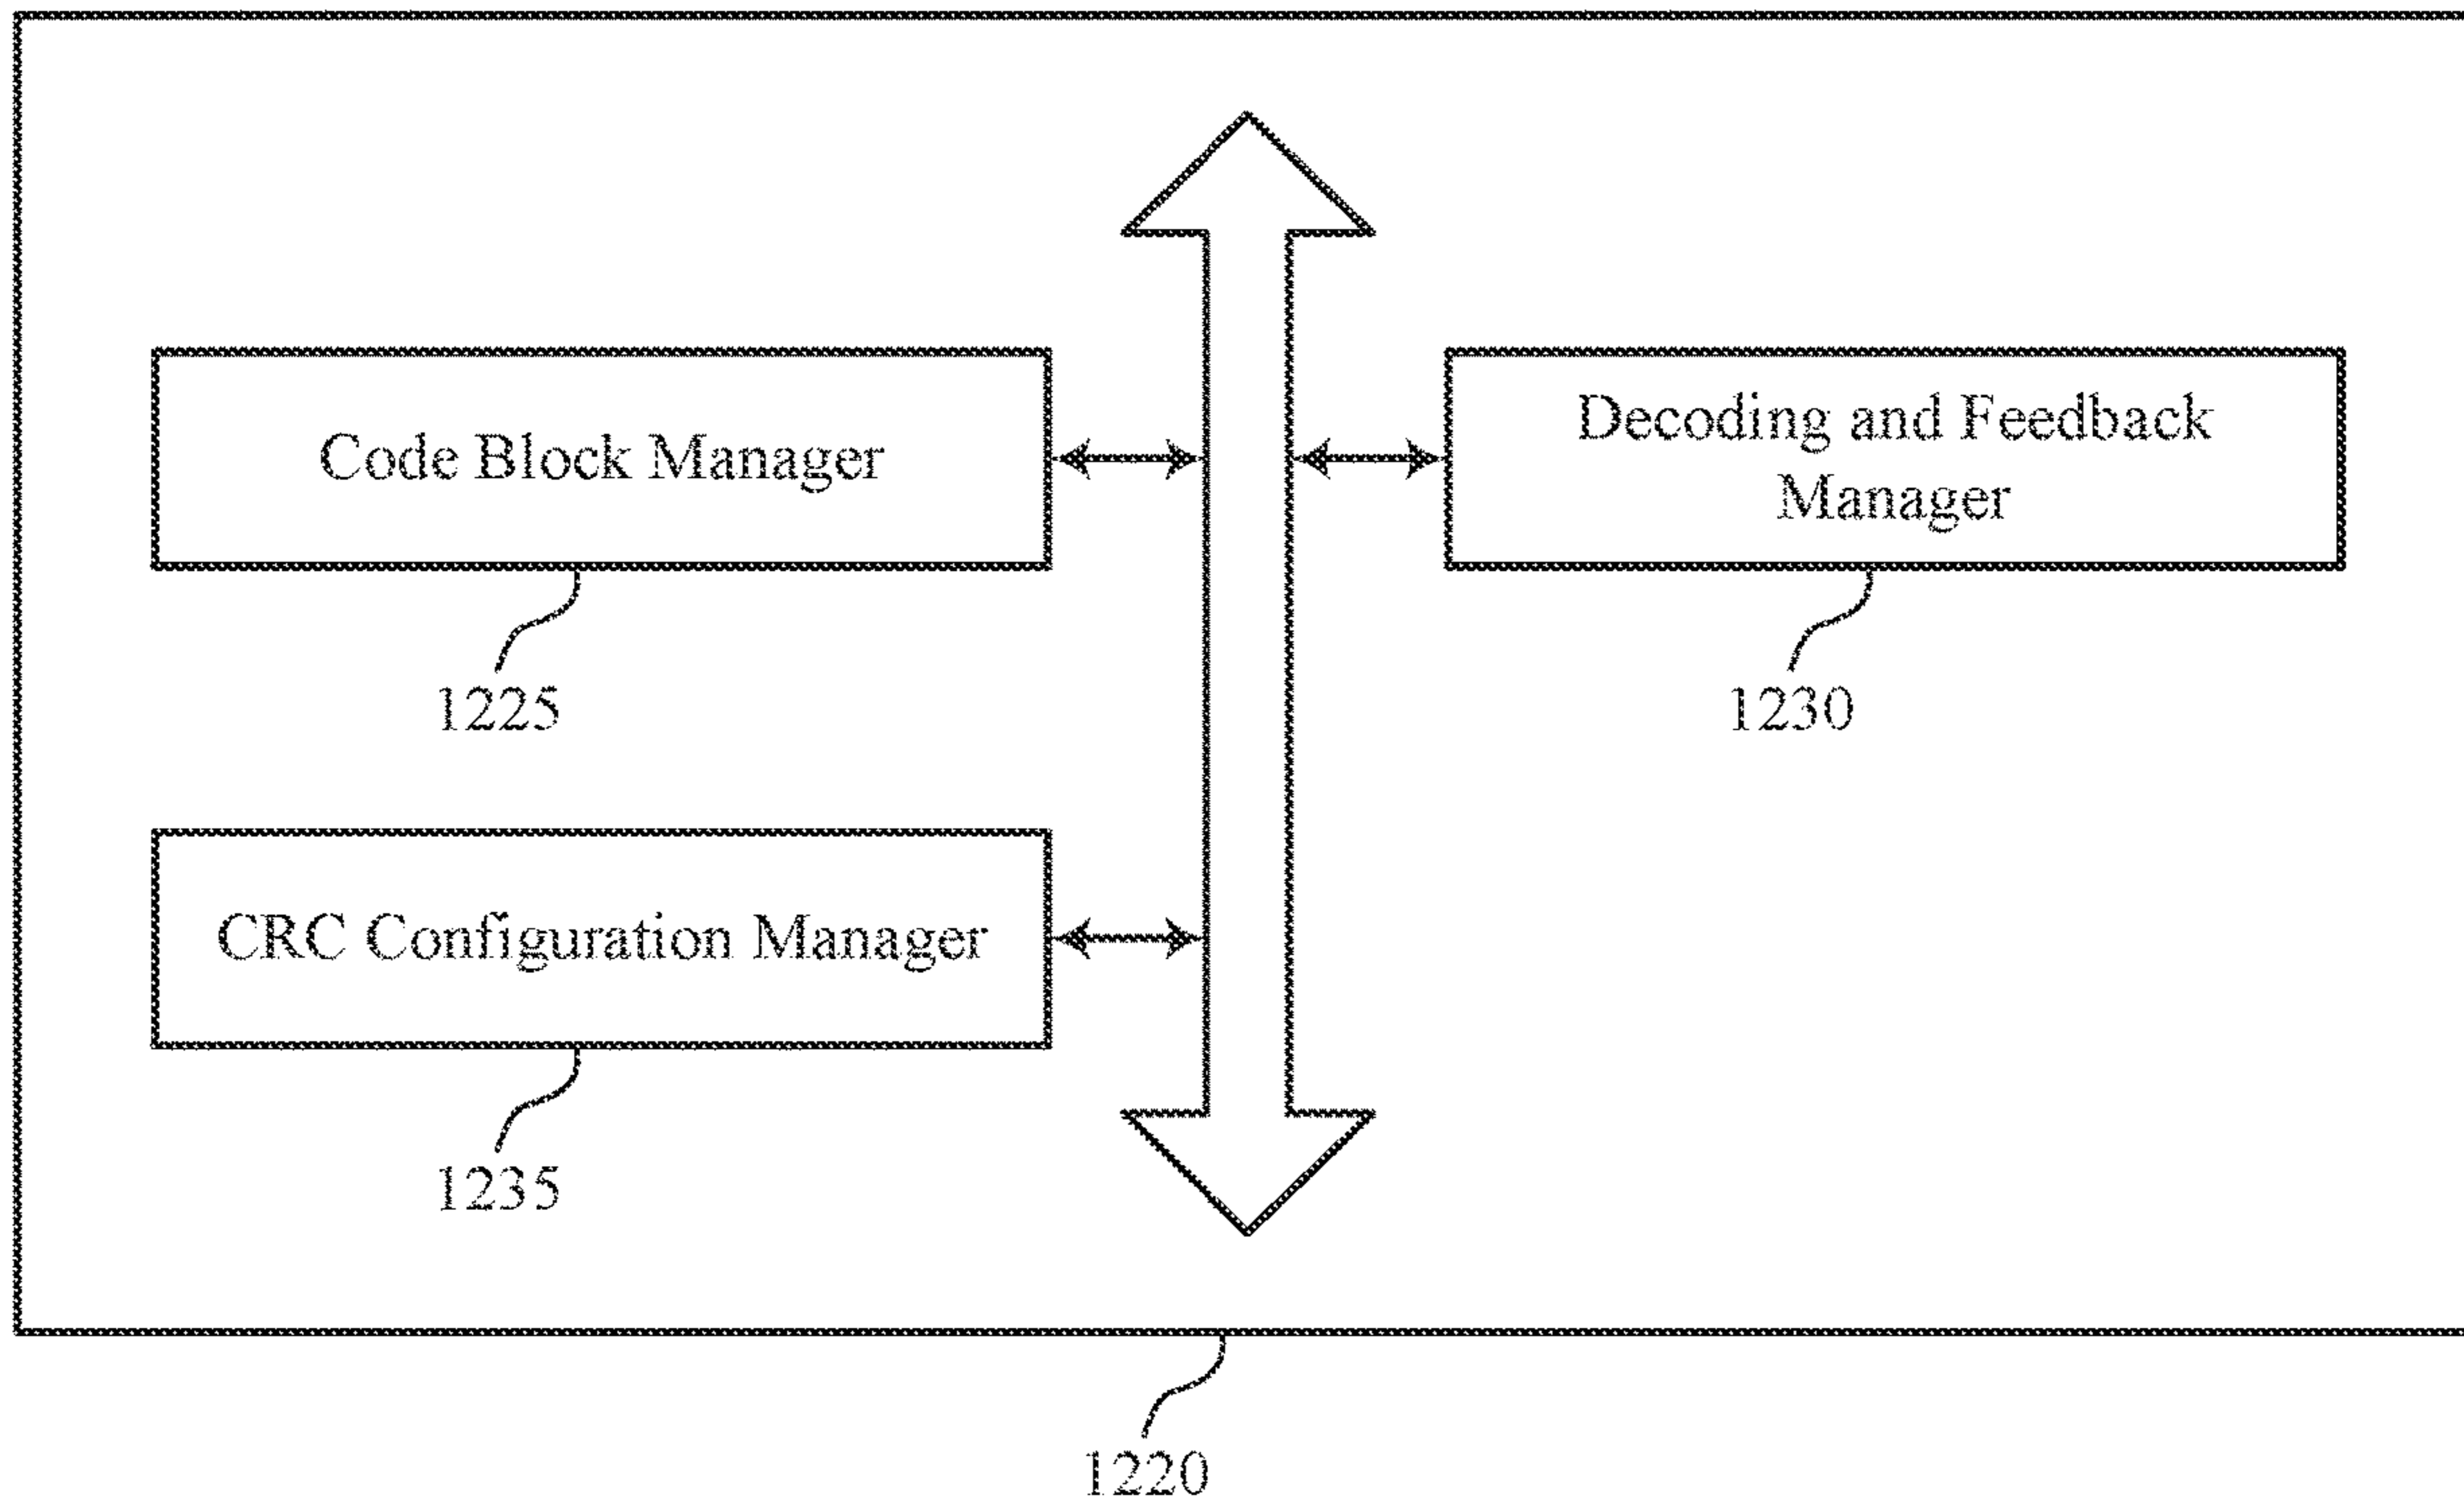 Code Block Manager
Decoding and Feedback
Manager
1225
1230
CRC Configuration Manager
1235
1220